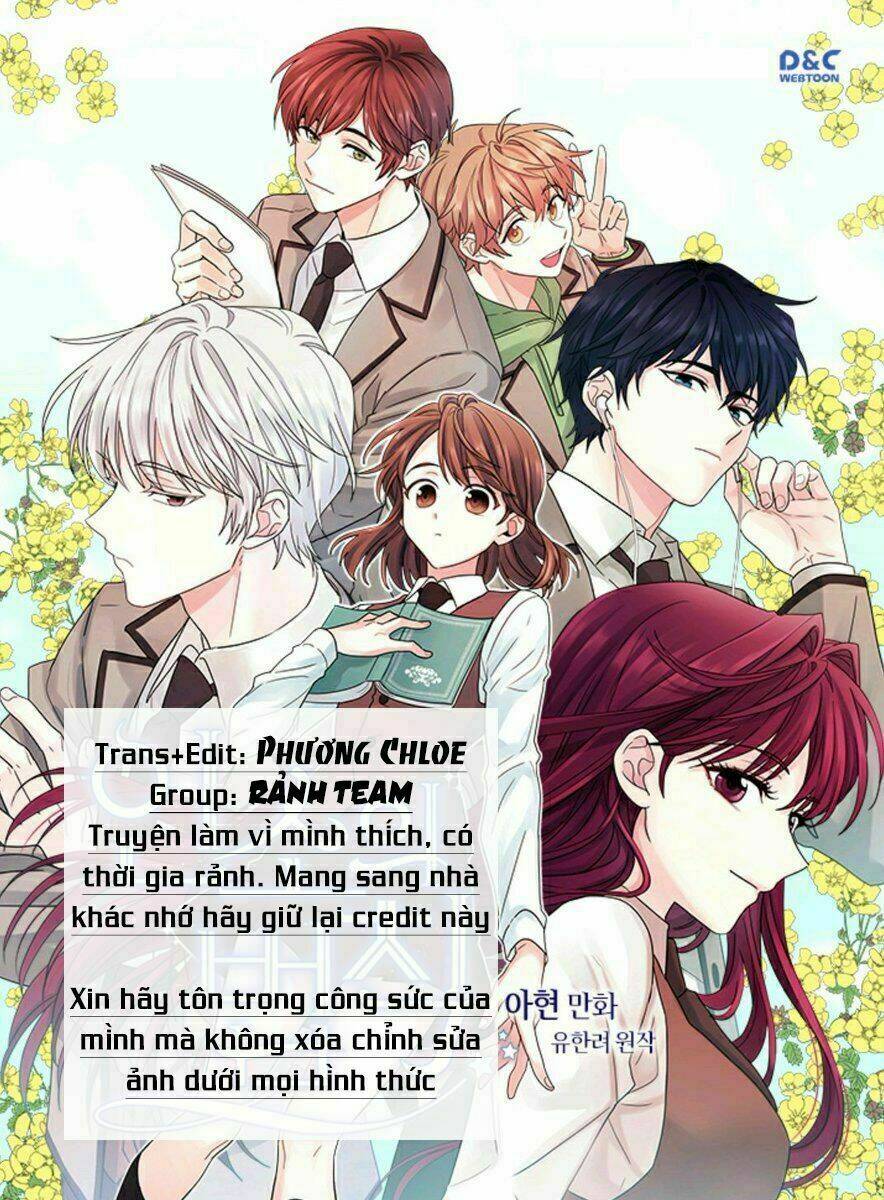 D&C
WEBTOON
Trans+Edit: PHƯƠNG CHLOE
Group: RẢNH TEAM
Truyện làm vì mình thích, có
thời gia rảnh. Mang sang nhà
khác nhớ hãy giữ lại credit này
Xin hãy tôn trọng công sức của
mình mà không xóa chỉnh sửa
ảnh dưới mọi hình thức
아현 만화
유한려 원작